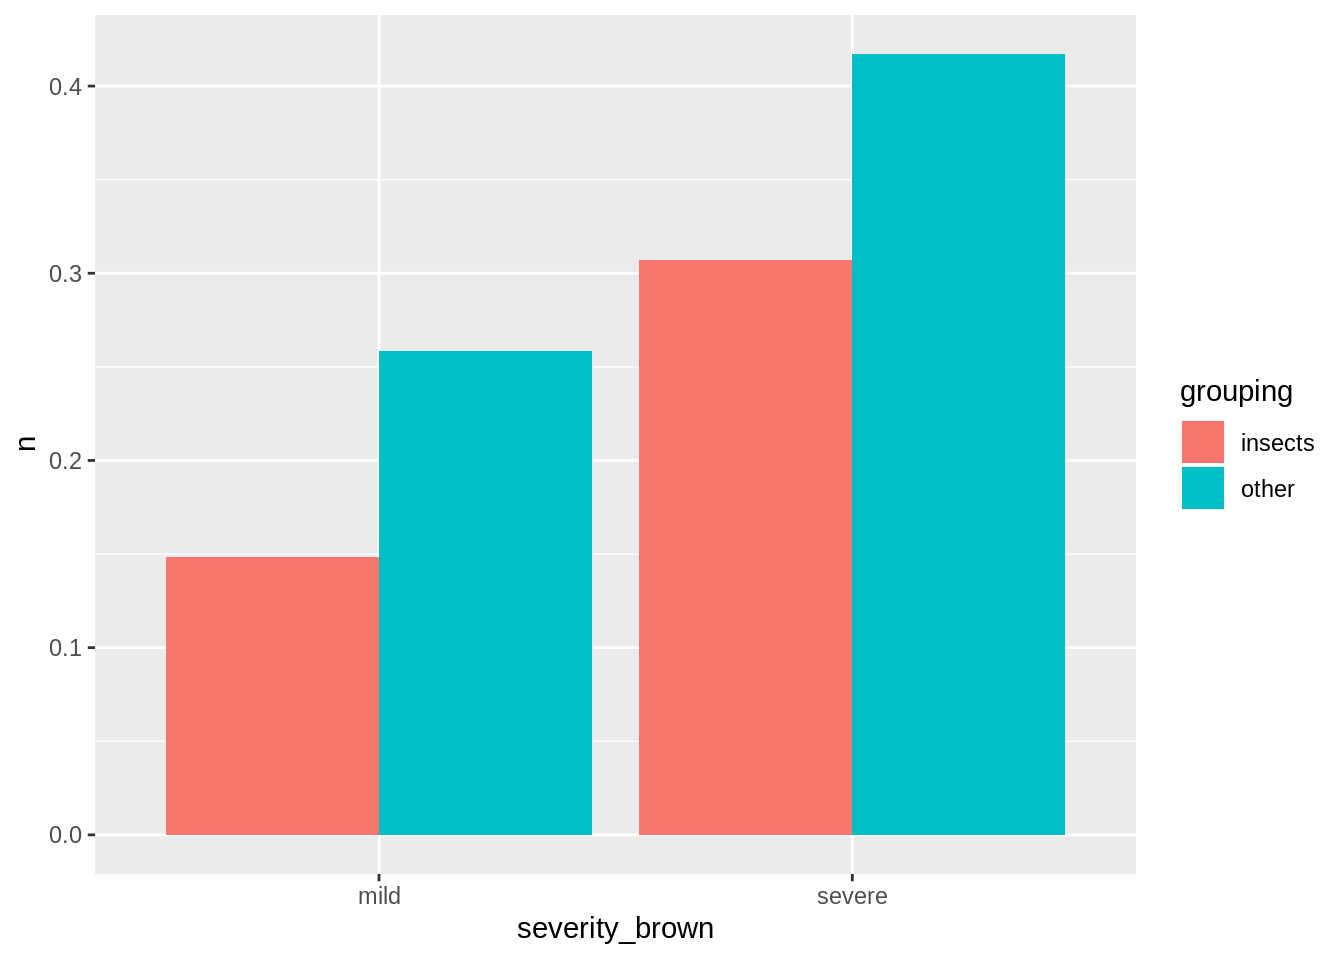 0.4
0.3
0.2
0.1
0.0
n
mild
severe
severity_brown
grouping
insects
other